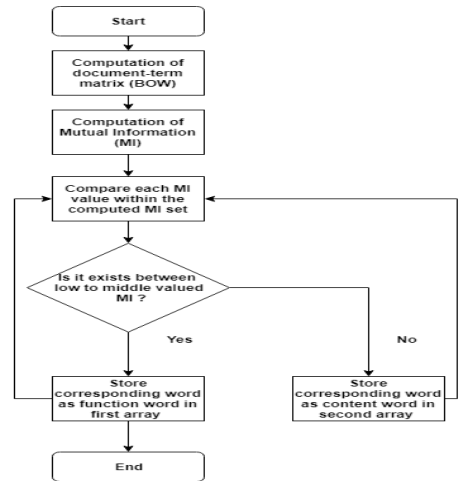 Start
Computation of
document-term
matrix (BOW)
Computation of
Mutual Information
(MI)
Compare each MI
value within the
computed MI set
Is it exists between
low to middle valued
MI ?
Yes
No
Store
corresponding word
as function word in
first array
Store
corresponding word
as content word in
second array
End